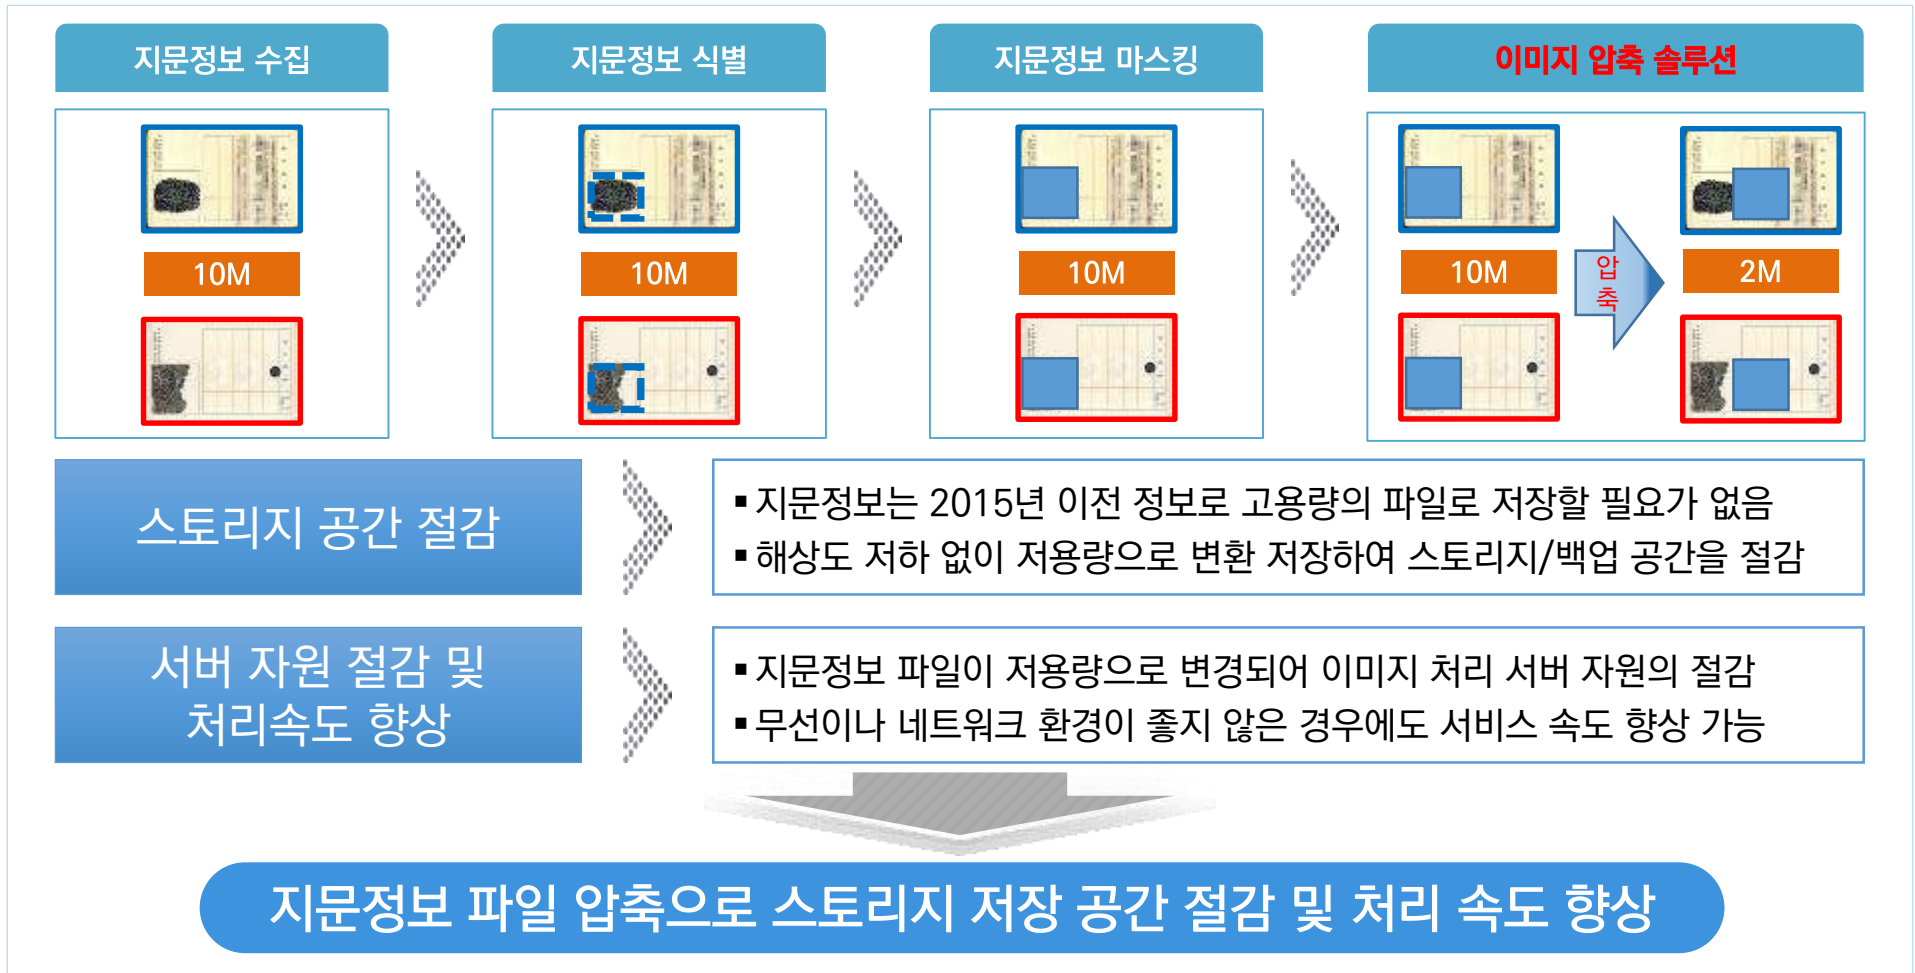 지문정보 수집
지문정보 식별
지문정보 마스킹
이미지 압축 솔루션
10M
10M
10M
10M
압
축
2M
스토리지 공간 절감
▪ 지문정보는 2015년 이전 정보로 고용량의 파일로 저장할 필요가 없음
▪ 해상도 저하 없이 저용량으로 변환 저장하여 스토리지/백업 공간을 절감
서버 자원 절감 및
처리속도 향상
▪ 지문정보 파일이 저용량으로 변경되어 이미지 처리 서버 자원의 절감
▪ 무선이나 네트워크 환경이 좋지 않은 경우에도 서비스 속도 향상 가능
지문정보 파일 압축으로 스토리지 저장 공간 절감 및 처리 속도 향상